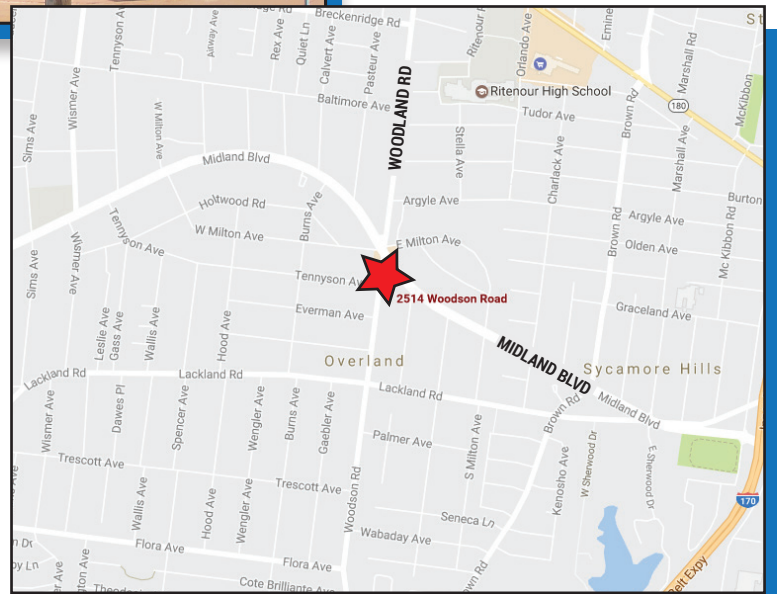 Breckenridge Rd
Tennyson Ave
Airway Ave
Rex Ave
Quiet Ln
Calvert Ave
Pasteur Ave
WOODLAND RD
Orlando Ave
Marshall Rd
Wismer Ave
Baltimore Ave
Ritenour High School
180
McKibbon
Tudor Ave
Brown Rd
Sims Ave
W Milton Ave
Stella Ave
Charlack Ave
Marshall Ave
Midland Blvd
Holtwood Rd
Burns Ave
Argyle Ave
Burton
Argyle Ave
Tennyson Ave
W Milton Ave
E Milton Ave
Brown Rd
Olden Ave
Mc Kibbon Rd
Wismer Ave
Sims Ave
Tennyson Ave
2514 Woodson Road
Everman Ave
Graceland Ave
Leslie Ave
Gass Ave
Wallis Ave
Hood Ave
Overland
MIDLAND BLVD
Sycamore Hills
Lackland Rd
Lackland Rd
Lackland Rd
Dawes Pl
Spencer Ave
Wengler Ave
Burns Ave
Gaebler Ave
Brown Rd
Midland Blvd
Wismer Ave
Palmer Ave
S Milton Ave
Trescott Ave
Kenosho Ave
W Sherwood Dr
E Sherwood Dr
Trescott Ave
Woodson Rd
170
Wallis Ave
Hood Ave
Wengler Ave
Seneca Ln
Wabaday Ave
Flora Ave
Flora Ave
Cote Brilliante Ave
Belt Expy